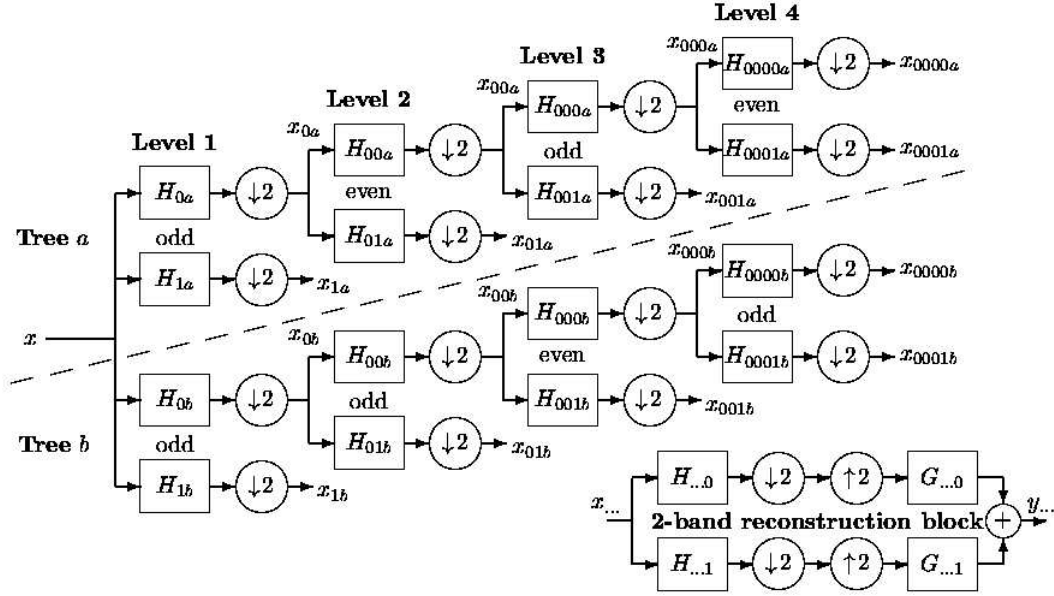 Level 4
x000a
H0000a
↓2
x0000a
Level 3
x00a
H000a
↓2
even
Level 2
x0a
H00a
↓2
odd
H0001a
↓2
x0001a
Level 1
H0a
↓2
even
H001a
↓2
x001a
Tree a
odd
H01a
↓2
x01a
H1a
↓2
x1a
x
x000b
H0000b
↓2
x0000b
x00b
H000b
↓2
odd
x0b
H00b
↓2
even
H0001b
↓2
x0001b
H0b
↓2
odd
H001b
↓2
x001b
Tree b
odd
H01b
↓2
x01b
H1b
↓2
x1b
x...
H...0
↓2
↑2
G...0
2-band reconstruction block
+
y...
H...1
↓2
↑2
G...1